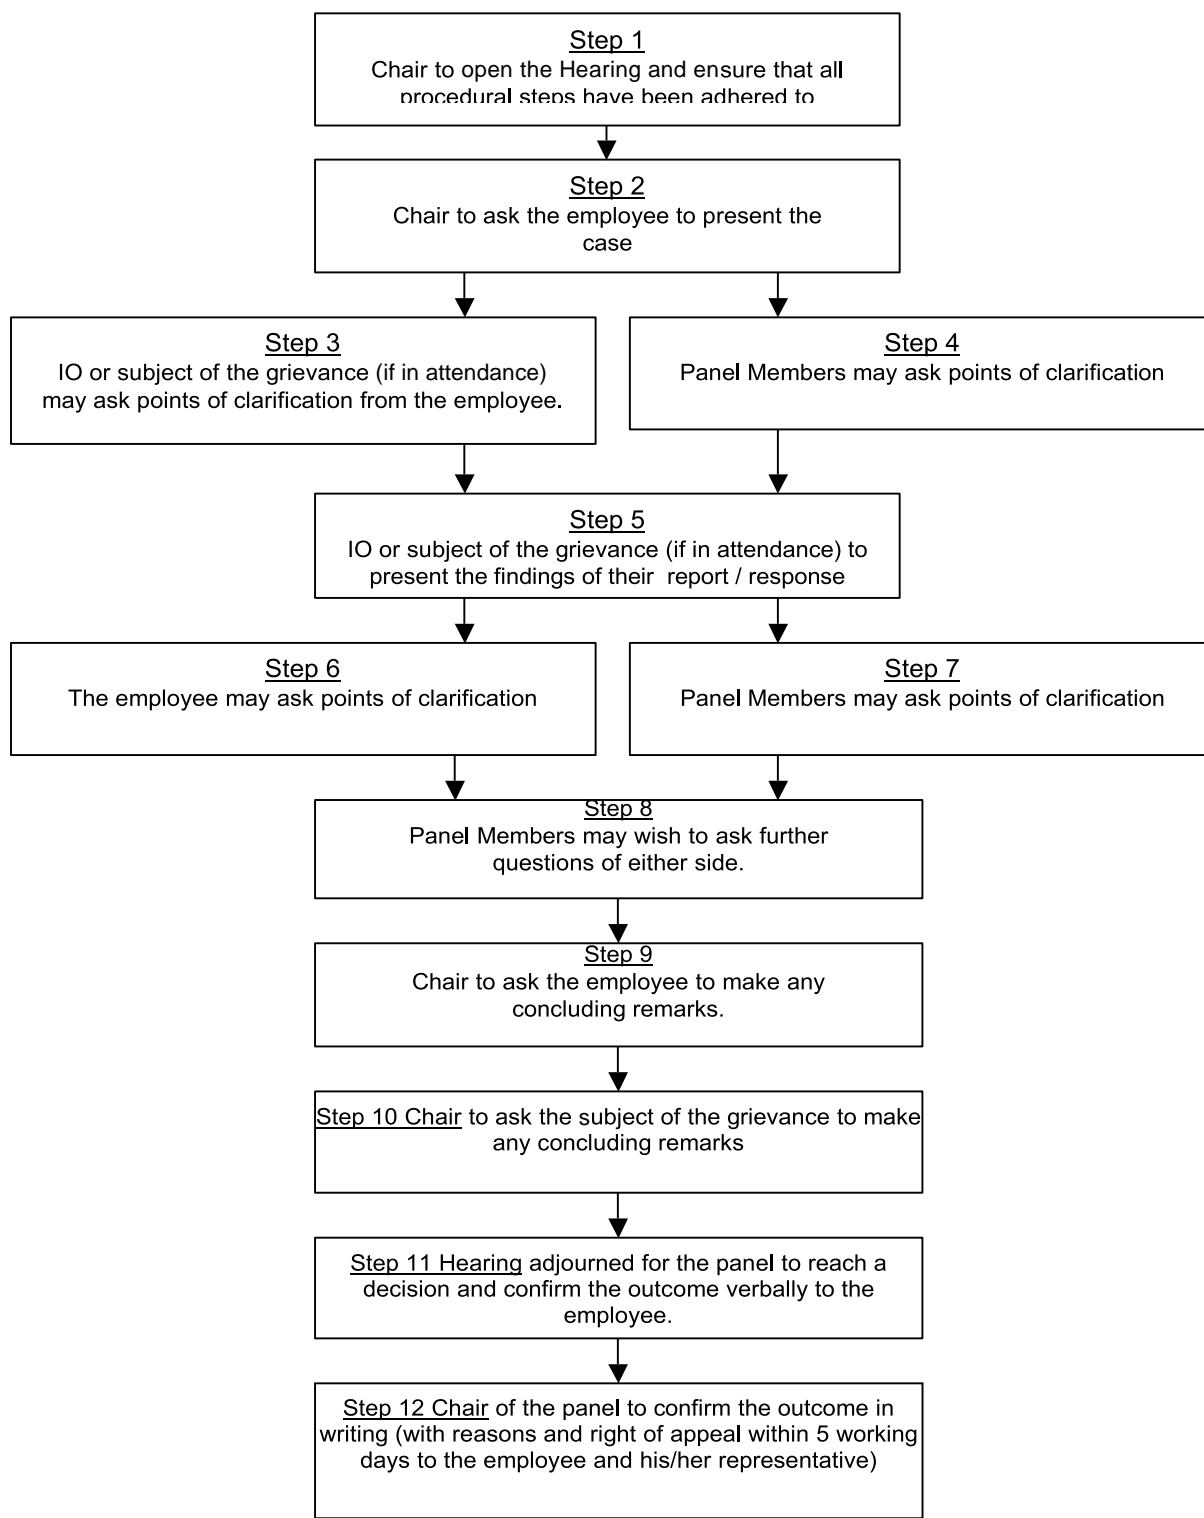 Step 1
Chair to open the Hearing and ensure that all
procedural steps have been adhered to
Step 2
Chair to ask the employee to present the
case
Step 3
IO or subject of the grievance (if in attendance)
may ask points of clarification from the employee.
Step 4
Panel Members may ask points of clarification
Step 5
IO or subject of the grievance (if in attendance) to
present the findings of their report / response
Step 6
The employee may ask points of clarification
Step 7
Panel Members may ask points of clarification
Step 8
Panel Members may wish to ask further
questions of either side.
Step 9
Chair to ask the employee to make any
concluding remarks.
Step 10 Chair to ask the subject of the grievance to make
any concluding remarks
Step 11 Hearing adjourned for the panel to reach a
decision and confirm the outcome verbally to the
employee.
Step 12 Chair of the panel to confirm the outcome in
writing (with reasons and right of appeal within 5 working
days to the employee and his/her representative)